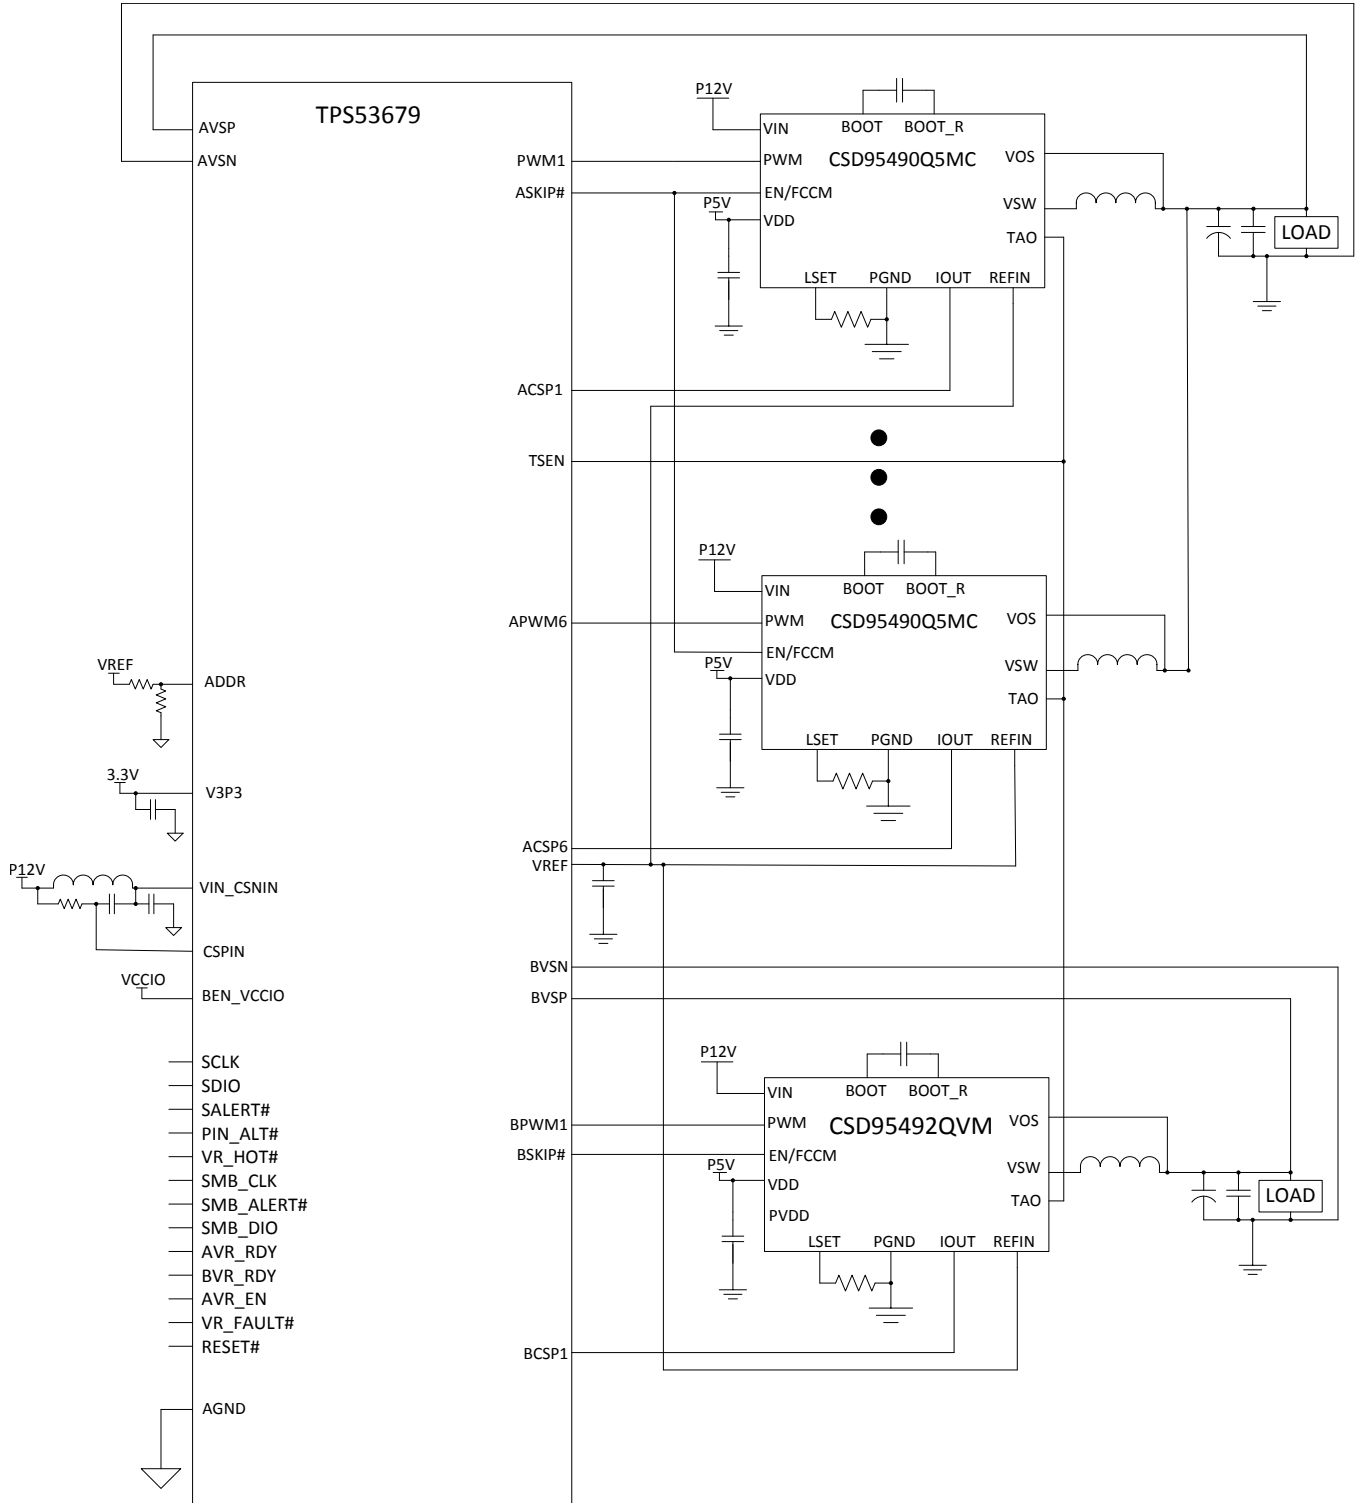 TPS53679
AVSP
AVSN
PWM1
ASKIP#
ACSP1
TSEN
APWM6
ACSP6
VREF
BVSN
BVSP
BPWM1
BSKIP#
BCSP1
VREF
ADDR
3.3V
V3P3
P12V
VIN_CSNIN
CSPIN
VCCIO
BEN_VCCIO
SCLK
SDIO
SALERT#
PIN_ALT#
VR_HOT#
SMB_CLK
SMB_ALERT#
SMB_DIO
AVR_RDY
BVR_RDY
AVR_EN
VR_FAULT#
RESET#
AGND
P12V
BOOT BOOT_R
VIN
CSD95490Q5MC
VOS
PWM
EN/FCCM
P5V
VSW
VDD
TAO
LSET PGND IOUT REFIN
LOAD
P12V
BOOT BOOT_R
VIN
CSD95490Q5MC
VOS
PWM
EN/FCCM
P5V
VSW
VDD
TAO
LSET PGND IOUT REFIN
P12V
BOOT BOOT_R
VIN
CSD95492QVM
VOS
PWM
EN/FCCM
P5V
VSW
VDD
TAO
PVDD
LSET PGND IOUT REFIN
LOAD